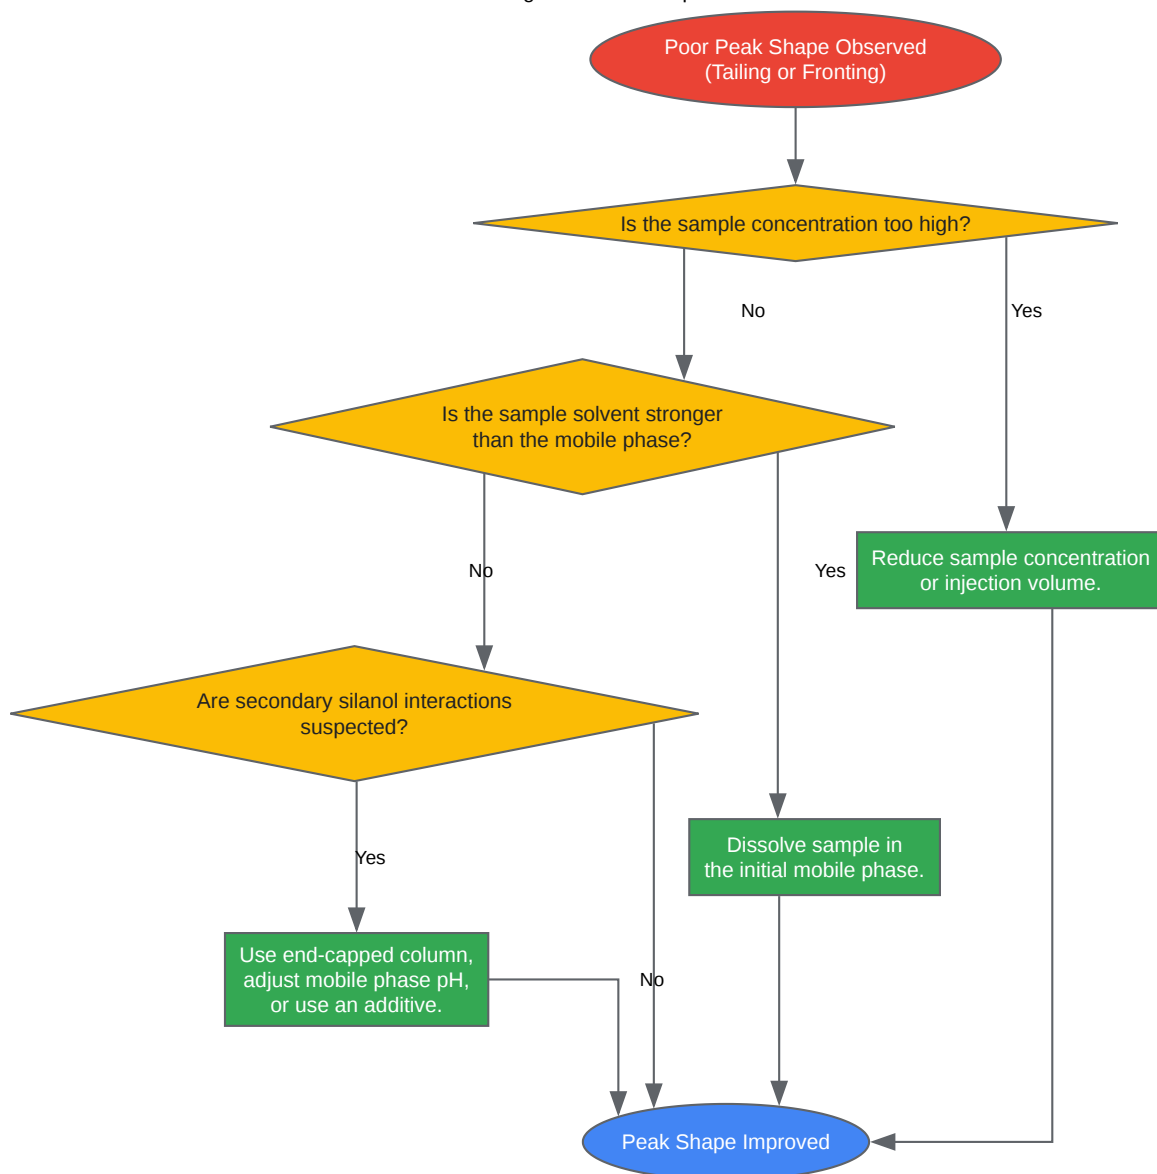 Poor Peak Shape Observed
(Tailing or Fronting)
Is the sample concentration too high?
No
Yes
Is the sample solvent stronger
than the mobile phase?
No
Yes
Reduce sample concentration
or injection volume.
Are secondary silanol interactions
suspected?
Yes
Dissolve sample in
the initial mobile phase.
Use end-capped column,
adjust mobile phase pH,
or use an additive.
No
Peak Shape Improved